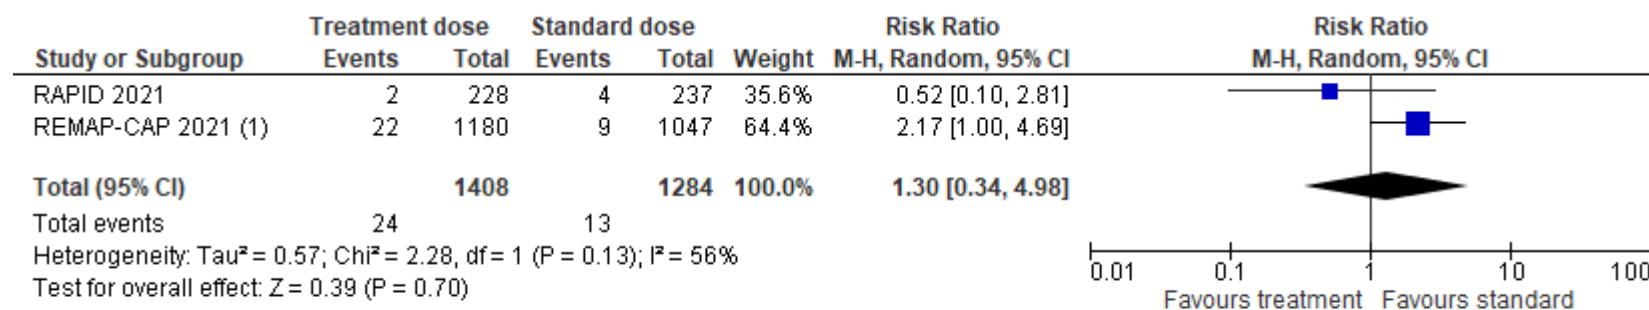 Treatment dose Standard dose Risk Ratio Risk Ratio
Study or Subgroup Events Total Events Total Weight M-H, Random, 95% CI M-H, Random, 95% CI
RAPID 2021 2 228 4 237 35.6% 0.52 [0.10, 2.81]
REMAP-CAP 2021 (1) 22 1180 9 1047 64.4% 2.17 [1.00, 4.69]
Total (95% CI) 1408 1284 100.0% 1.30 [0.34, 4.98]
Total events 24 13
Heterogeneity: Tau² = 0.57; Chi² = 2.28, df = 1 (P = 0.13); I² = 56%
Test for overall effect: Z = 0.39 (P = 0.70)
0.01 0.1 1 10 100
Favours treatment Favours standard